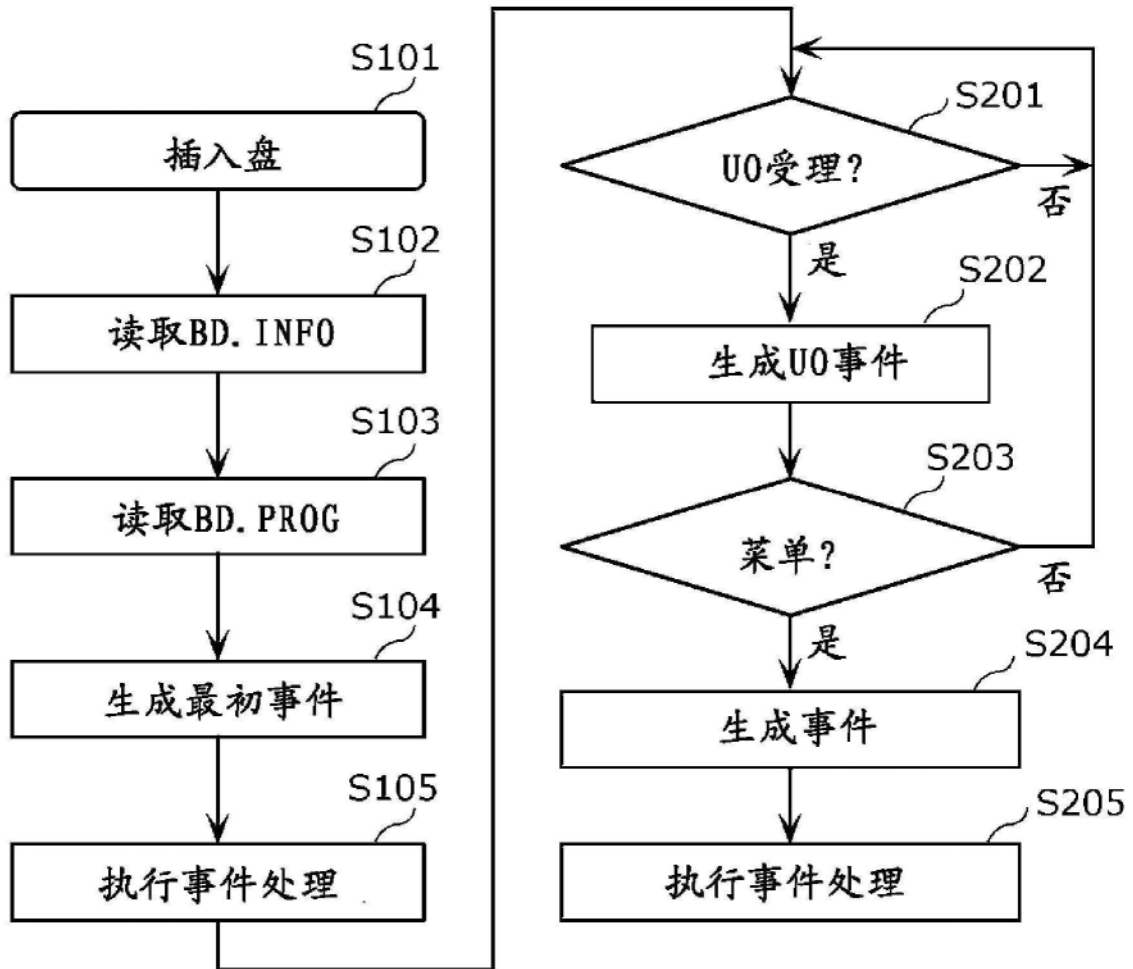 S101
插入盘
S102
读取BD. INFO
S103
读取BD. PROG
S104
生成最初事件
S105
执行事件处理
S201
UO受理?
否
是
S202
生成UO事件
S203
菜单?
否
是
S204
生成事件
S205
执行事件处理